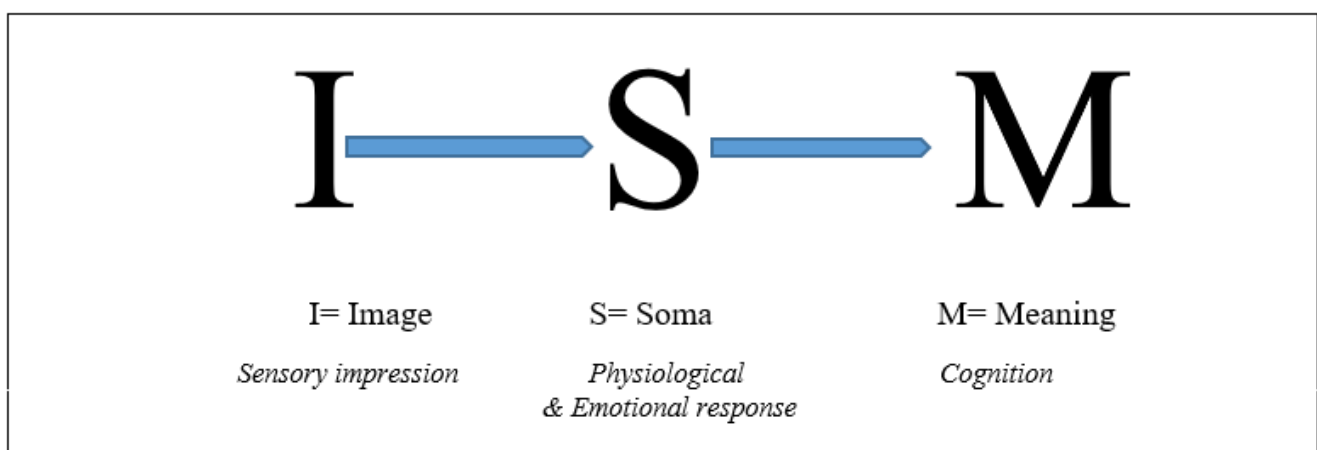 I S M
I= Image S= Soma M= Meaning
Sensory impression Physiological Cognition
& Emotional response